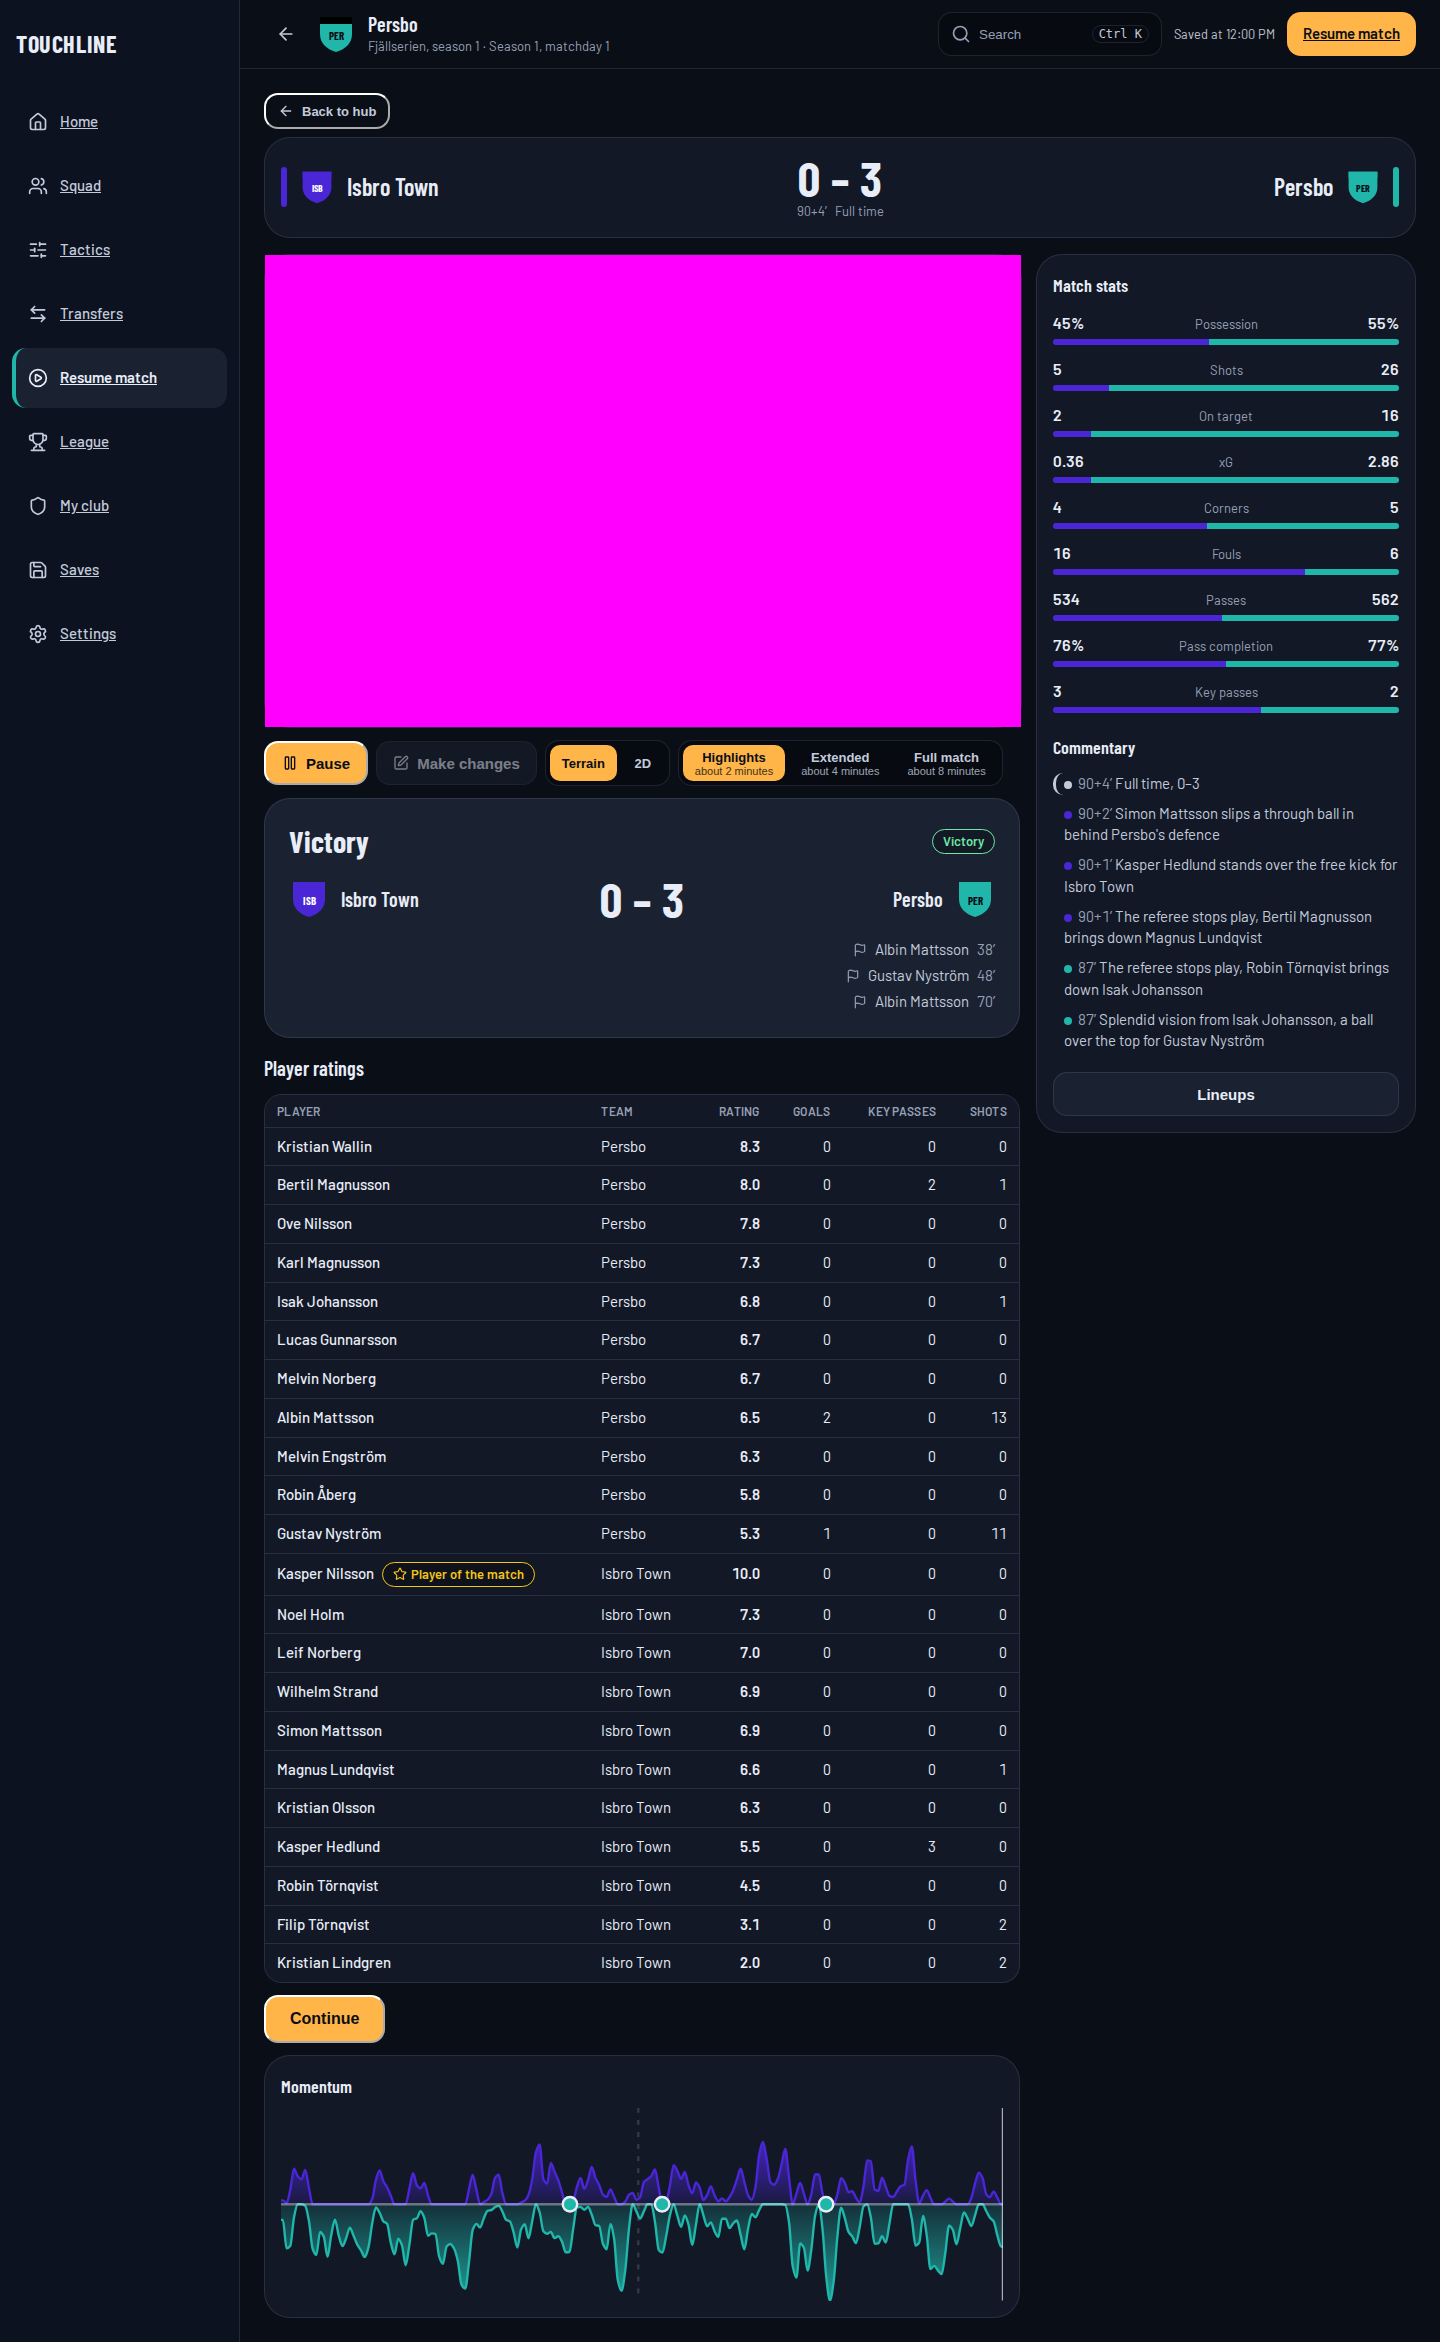 TOUCHLINE
Home
Squad
Tactics
Transfers
Resume match
League
My club
Saves
Settings
PER
Persbo
Fjällserien, season 1 · Season 1, matchday 1
Search
Ctrl K
Saved at 12:00 PM
Resume match
Back to hub
ISB
Isbro Town
0 – 3
90+4′ Full time
Persbo
PER
Match stats
45% Possession 55%
5 Shots 26
2 On target 16
0.36 xG 2.86
4 Corners 5
16 Fouls 6
534 Passes 562
76% Pass completion 77%
3 Key passes 2
Commentary
90+4′ Full time, 0–3
90+2′ Simon Mattsson slips a through ball in
behind Persbo's defence
90+1′ Kasper Hedlund stands over the free kick for
Isbro Town
90+1′ The referee stops play, Bertil Magnusson
brings down Magnus Lundqvist
87′ The referee stops play, Robin Törnqvist brings
down Isak Johansson
87′ Splendid vision from Isak Johansson, a ball
over the top for Gustav Nyström
Lineups
Pause
Make changes
Terrain
2D
Highlights
about 2 minutes
Extended
about 4 minutes
Full match
about 8 minutes
Victory
Victory
ISB
Isbro Town
0 – 3
Persbo
PER
Albin Mattsson 38′
Gustav Nyström 48′
Albin Mattsson 70′
Player ratings
PLAYER TEAM RATING GOALS KEY PASSES SHOTS
Kristian Wallin Persbo 8.3 0 0 0
Bertil Magnusson Persbo 8.0 0 2 1
Ove Nilsson Persbo 7.8 0 0 0
Karl Magnusson Persbo 7.3 0 0 0
Isak Johansson Persbo 6.8 0 0 1
Lucas Gunnarsson Persbo 6.7 0 0 0
Melvin Norberg Persbo 6.7 0 0 0
Albin Mattsson Persbo 6.5 2 0 13
Melvin Engström Persbo 6.3 0 0 0
Robin Åberg Persbo 5.8 0 0 0
Gustav Nyström Persbo 5.3 1 0 11
Kasper Nilsson Player of the match Isbro Town 10.0 0 0 0
Noel Holm Isbro Town 7.3 0 0 0
Leif Norberg Isbro Town 7.0 0 0 0
Wilhelm Strand Isbro Town 6.9 0 0 0
Simon Mattsson Isbro Town 6.9 0 0 0
Magnus Lundqvist Isbro Town 6.6 0 0 1
Kristian Olsson Isbro Town 6.3 0 0 0
Kasper Hedlund Isbro Town 5.5 0 3 0
Robin Törnqvist Isbro Town 4.5 0 0 0
Filip Törnqvist Isbro Town 3.1 0 0 2
Kristian Lindgren Isbro Town 2.0 0 0 2
Continue
Momentum